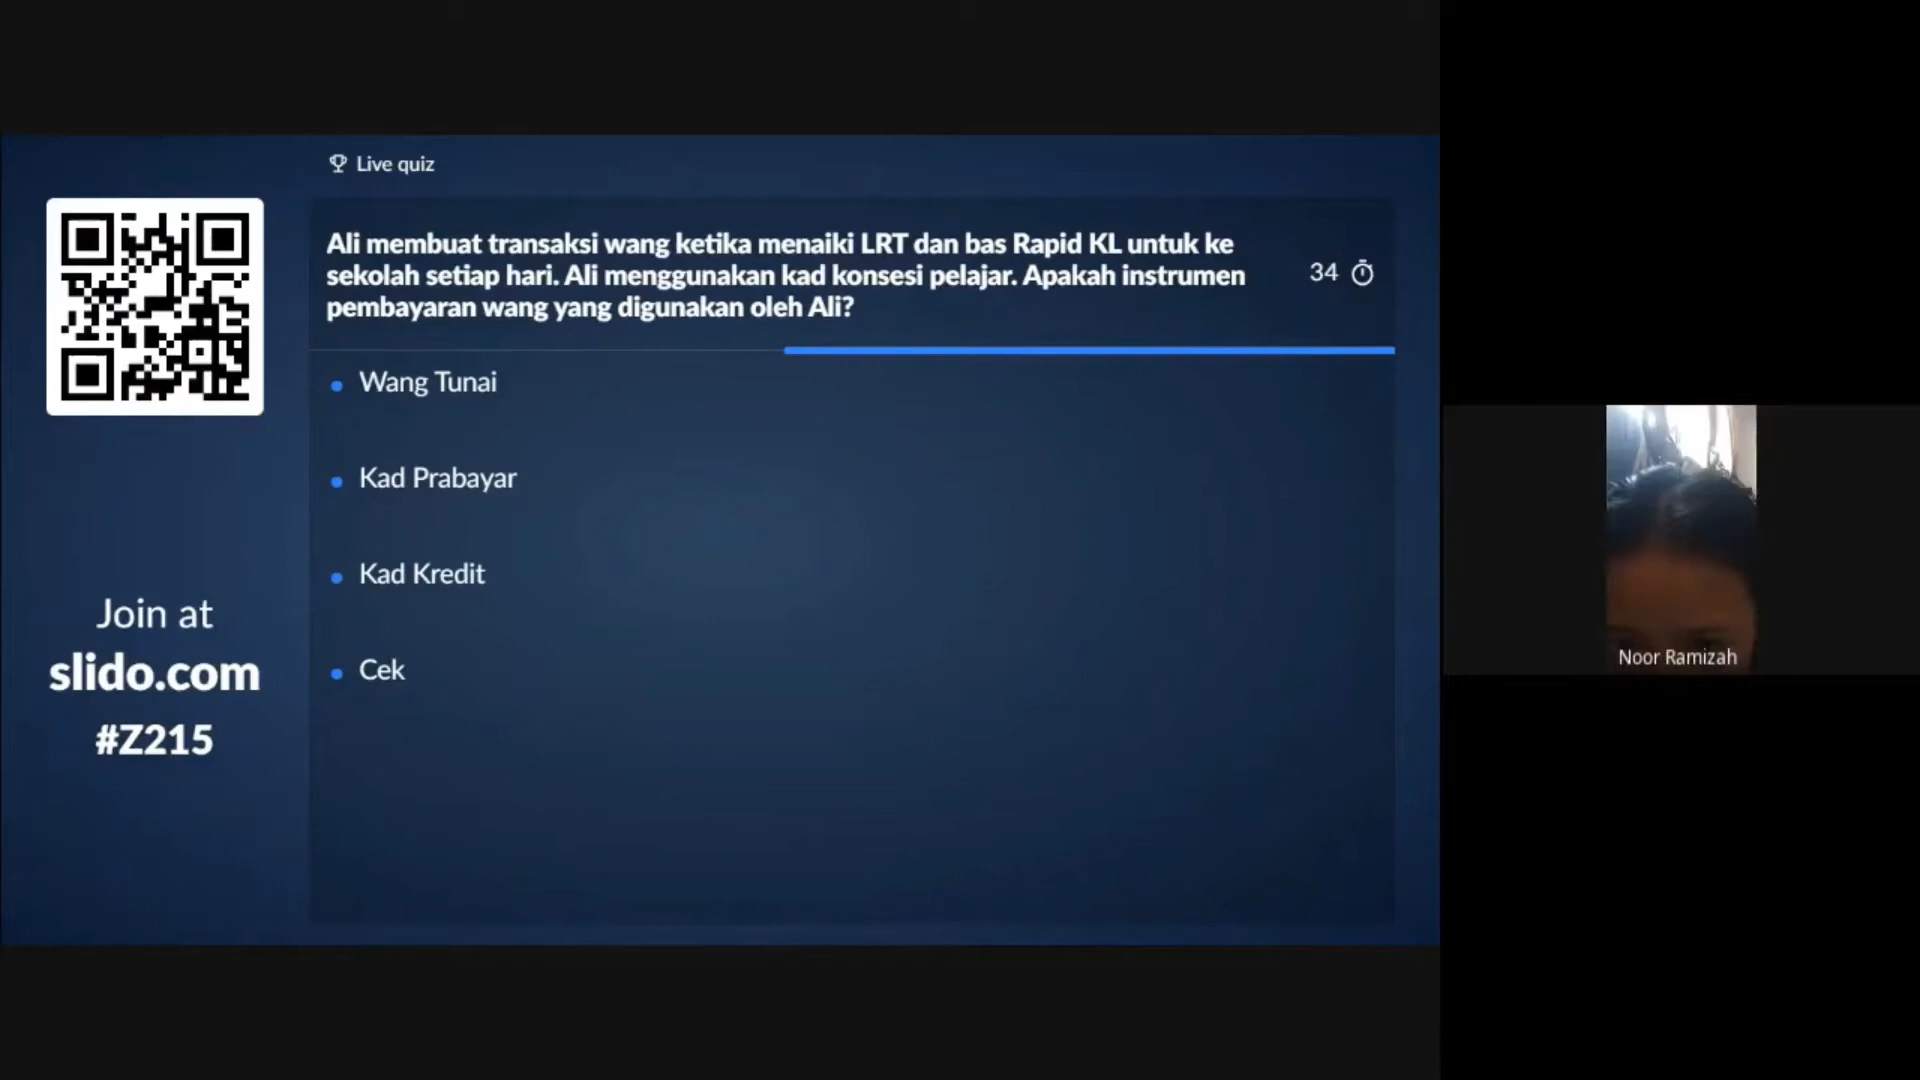 Live quiz
Ali membuat transaksi wang ketika menaiki LRT dan bas Rapid KL untuk ke
sekolah setiap hari. Ali menggunakan kad konsesi pelajar. Apakah instrumen
pembayaran wang yang digunakan oleh Ali?
34
Wang Tunai
Kad Prabayar
Kad Kredit
Cek
Join at
slido.com
#Z215
Noor Ramizah